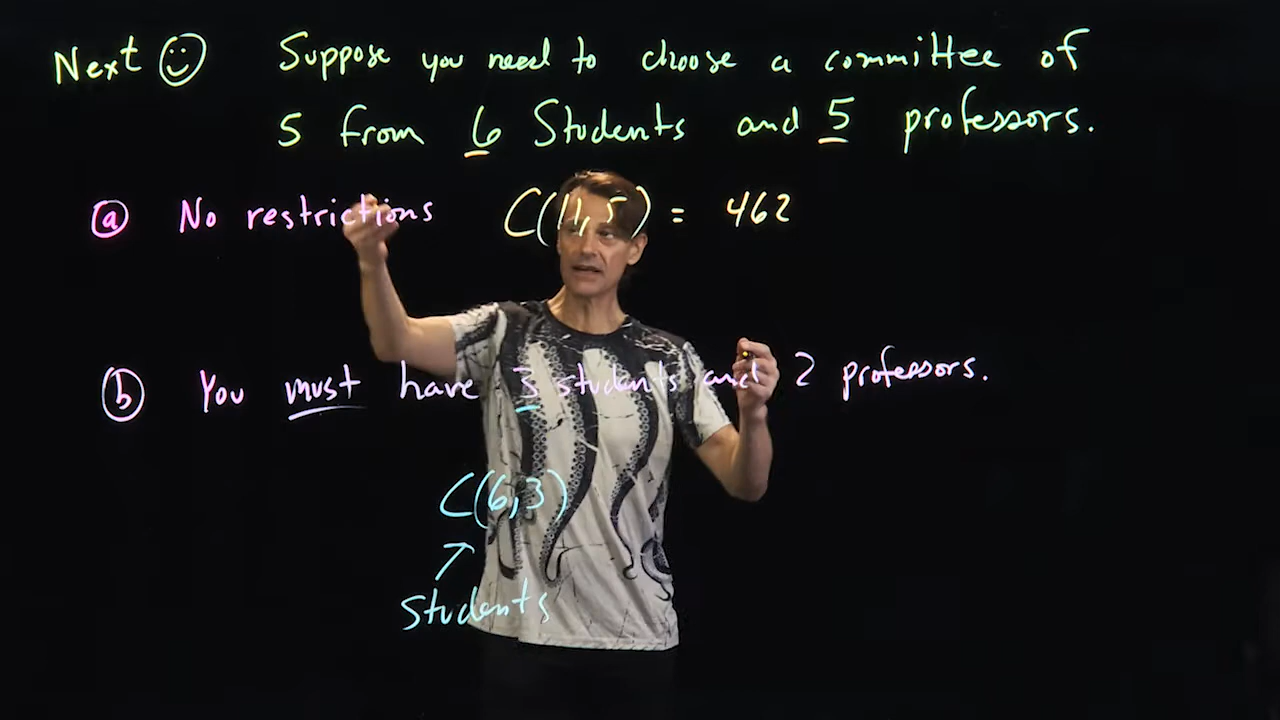 Next ☺ Suppose you need to choose a committee of
5 from 6 Students and 5 professors.
ⓐ No restrictions C(11,5) = 462
ⓑ You must have 3 students and 2 professors.
C(6,3)
↗
Students